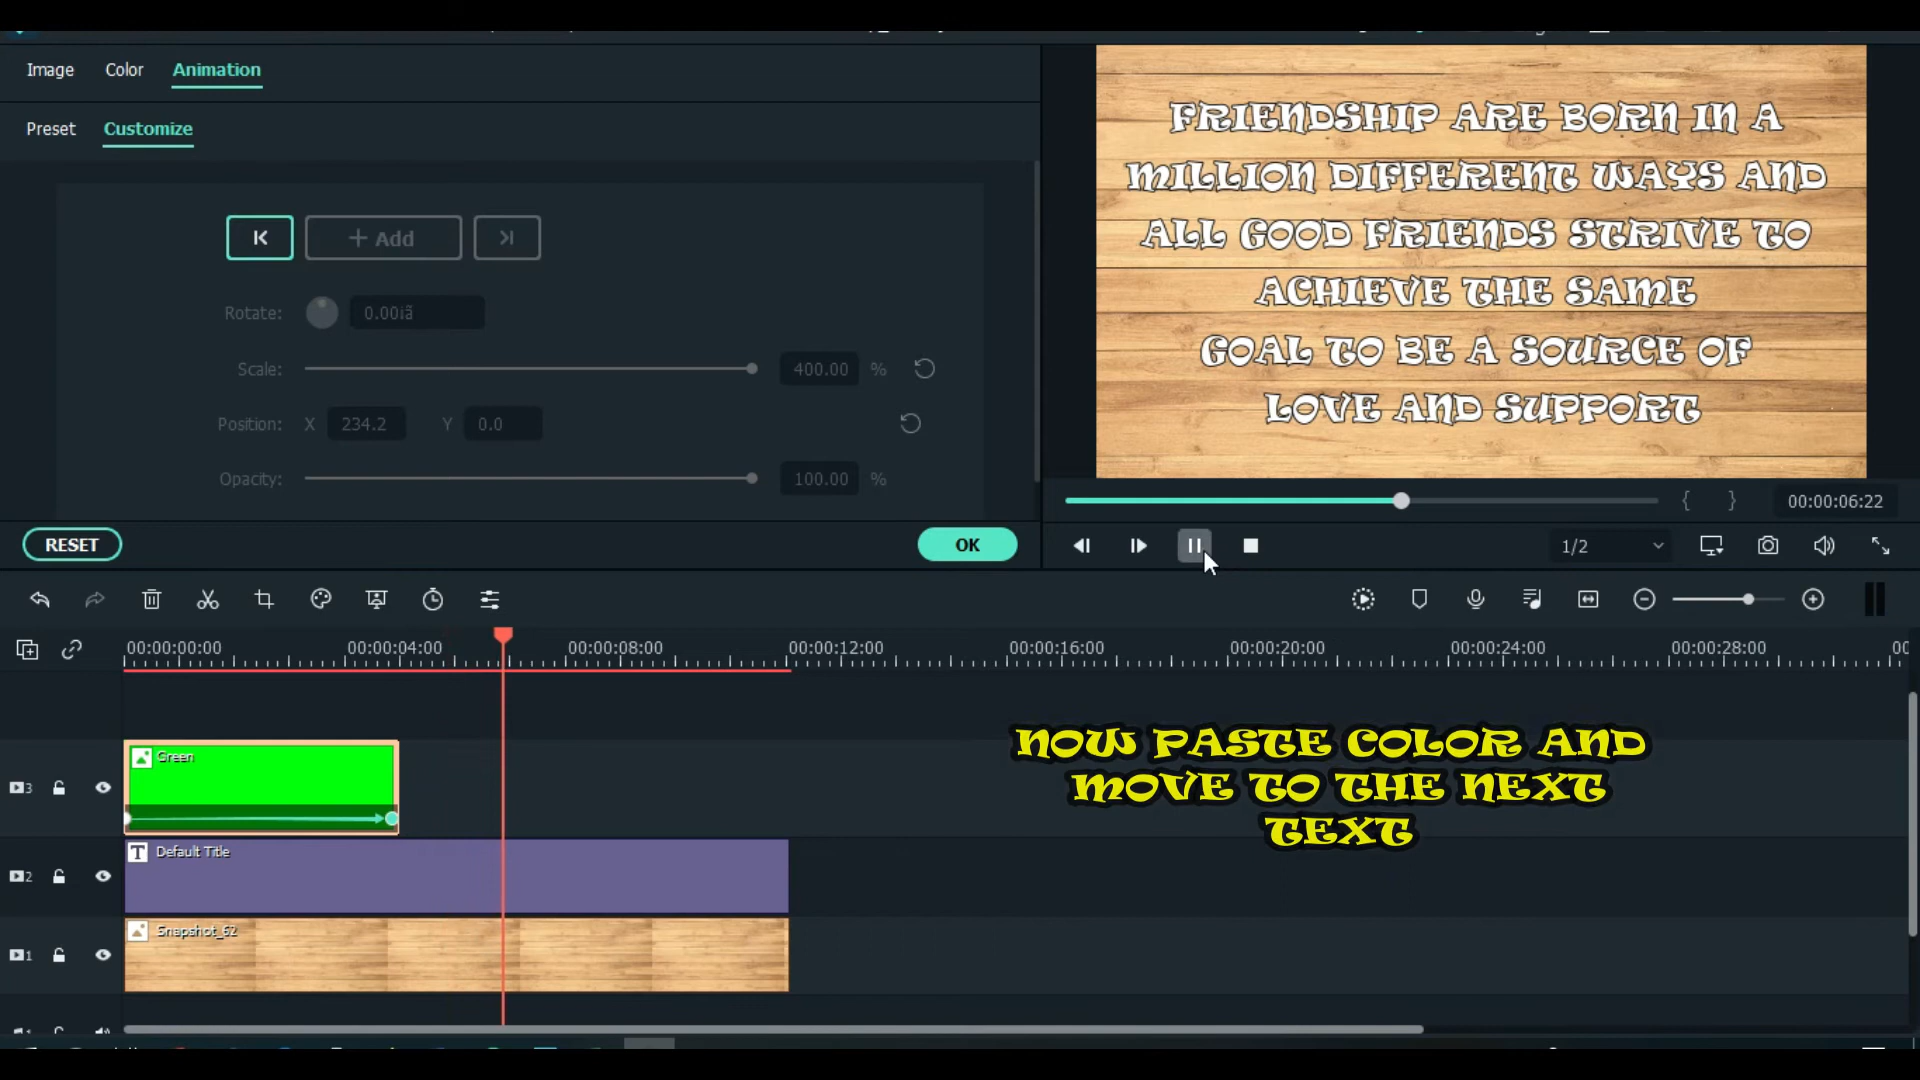 Image Color Animation
Preset Customize
+ Add
Rotate: 0.00iã
Scale: 400.00 %
Position: X 234.2 Y 0.0
Opacity: 100.00 %
RESET OK
FRIENDSHIP ARE BORN IN A
MILLION DIFFERENT WAYS AND
ALL GOOD FRIENDS STRIVE TO
ACHIEVE THE SAME
GOAL TO BE A SOURCE OF
LOVE AND SUPPORT
{ } 00:00:06:22
1/2
00:00:00:00 00:00:04:00 00:00:08:00 00:00:12:00 00:00:16:00 00:00:20:00 00:00:24:00 00:00:28:00
3 Green
NOW PASTE COLOR AND
MOVE TO THE NEXT
TEXT
2 T Default Title
1 Snapshot_62